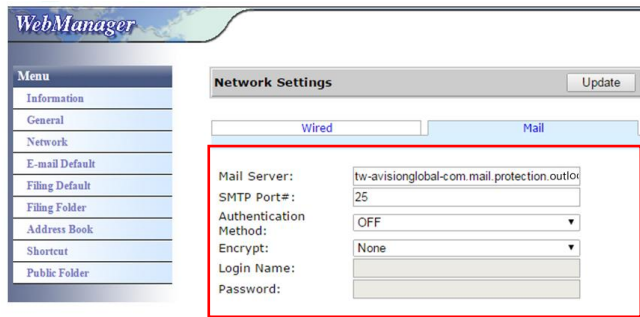 WebManager
Menu
Information
General
Network
E-mail Default
Filing Default
Filing Folder
Address Book
Shortcut
Public Folder
Network Settings
Update
Wired
Mail
Mail Server: tw-avisionglobal-com.mail.protection.outloo
SMTP Port#: 25
Authentication
Method: OFF
Encrypt: None
Login Name:
Password: